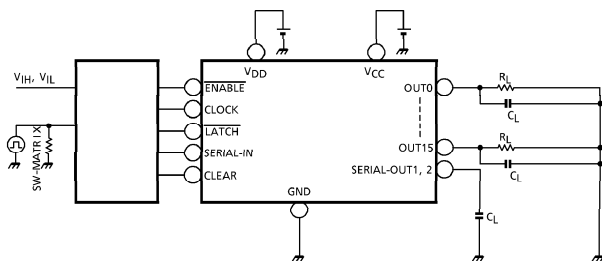 VDD
VCC
VIH, VIL
SW-MATRIX
ENABLE
CLOCK
LATCH
SERIAL-IN
CLEAR
GND
OUT0
OUT15
SERIAL-OUT1, 2
RL
CL
RL
CL
CL